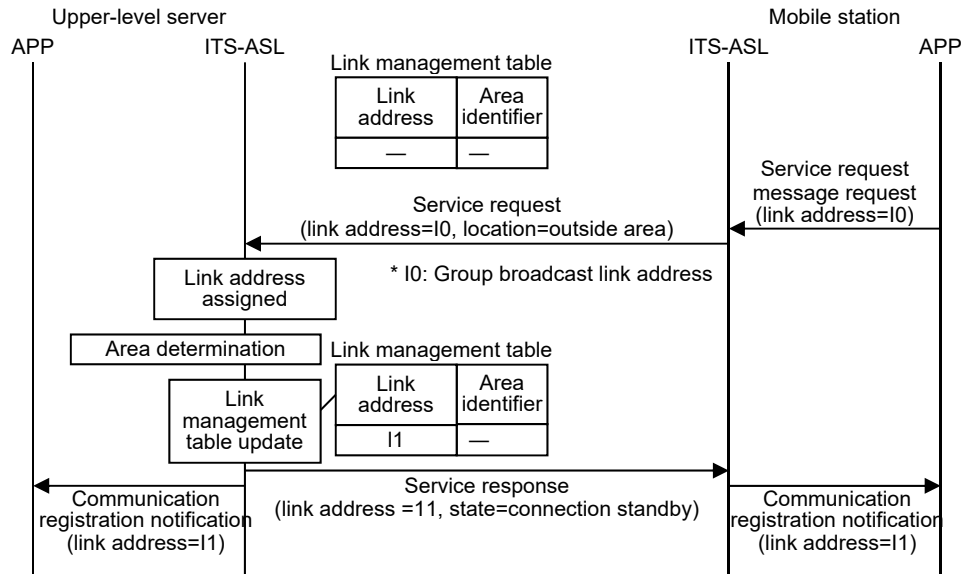 Upper-level server
Mobile station
APP
ITS-ASL
ITS-ASL
APP
Link management table
Link
address
Area
identifier
—
—
Service request
message request
(link address=I0)
Service request
(link address=I0, location=outside area)
* I0: Group broadcast link address
Link address
assigned
Area determination
Link management table
Link
management
table update
Link
address
Area
identifier
I1
—
Service response
(link address =11, state=connection standby)
Communication
registration notification
(link address=I1)
Communication
registration notification
(link address=I1)